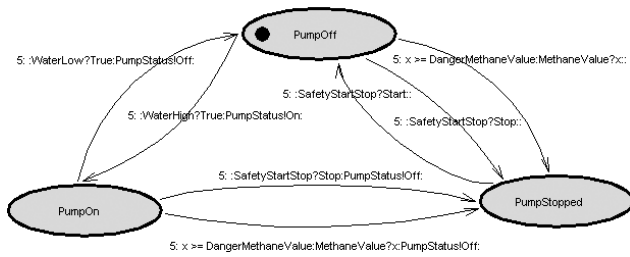 PumpOff
5: :WaterLow?True:PumpStatus!Off:
5: x >= DangerMethaneValue:MethaneValue?x::
5: :SafetyStartStop?Start::
5: :WaterHigh?True:PumpStatus!On:
5: :SafetyStartStop?Stop::
5: :SafetyStartStop?Stop:PumpStatus!Off:
PumpOn
PumpStopped
5: x >= DangerMethaneValue:MethaneValue?x:PumpStatus!Off: